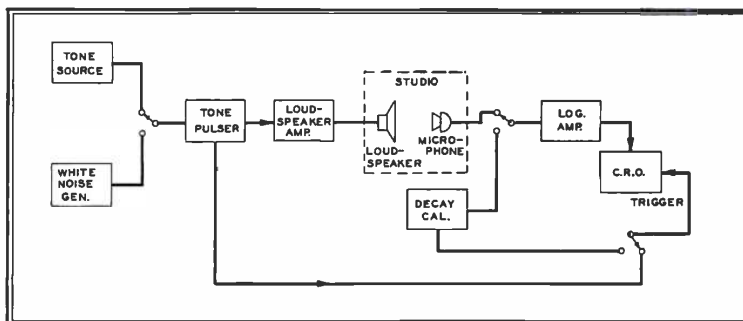 TONE
SOURCE
WHITE
NOISE
GEN.
TONE
PULSER
LOUD-
SPEAKER
AMP.
STUDIO
LOUD-
SPEAKER
MICRO-
PHONE
DECAY
CAL.
LOG.
AMP.
C.R.O.
TRIGGER